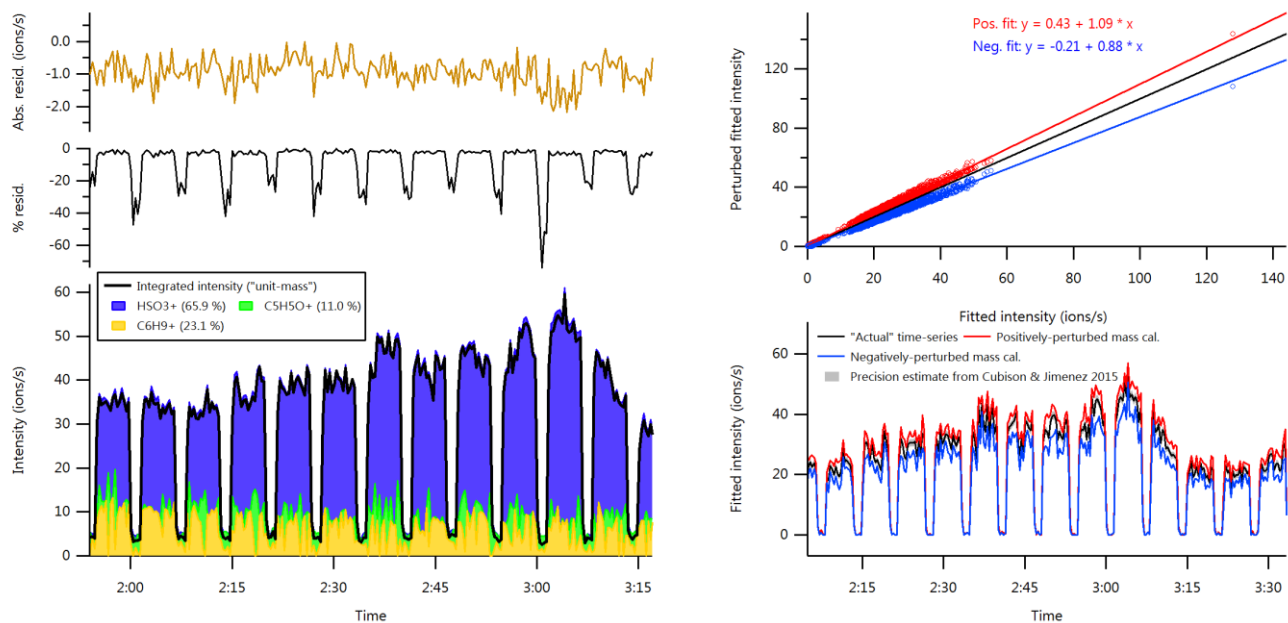 Abs. resid. (ions/s)
0.0
-1.0
-2.0
% resid.
0
-20
-40
-60
Integrated intensity ("unit-mass")
HSO3+ (65.9 %) C5H5O+ (11.0 %)
C6H9+ (23.1 %)
Intensity (ions/s)
60
50
40
30
20
10
0
2:00 2:15 2:30 2:45 3:00 3:15
Time
Pos. fit: y = 0.43 + 1.09 * x
Neg. fit: y = -0.21 + 0.88 * x
Perturbed fitted intensity
120
80
40
0
0 20 40 60 80 100 120 140
Fitted intensity (ions/s)
"Actual" time-series Positively-perturbed mass cal.
Negatively-perturbed mass cal.
Precision estimate from Cubison & Jimenez 2015
Fitted intensity (ions/s)
60
40
20
0
2:15 2:30 2:45 3:00 3:15 3:30
Time